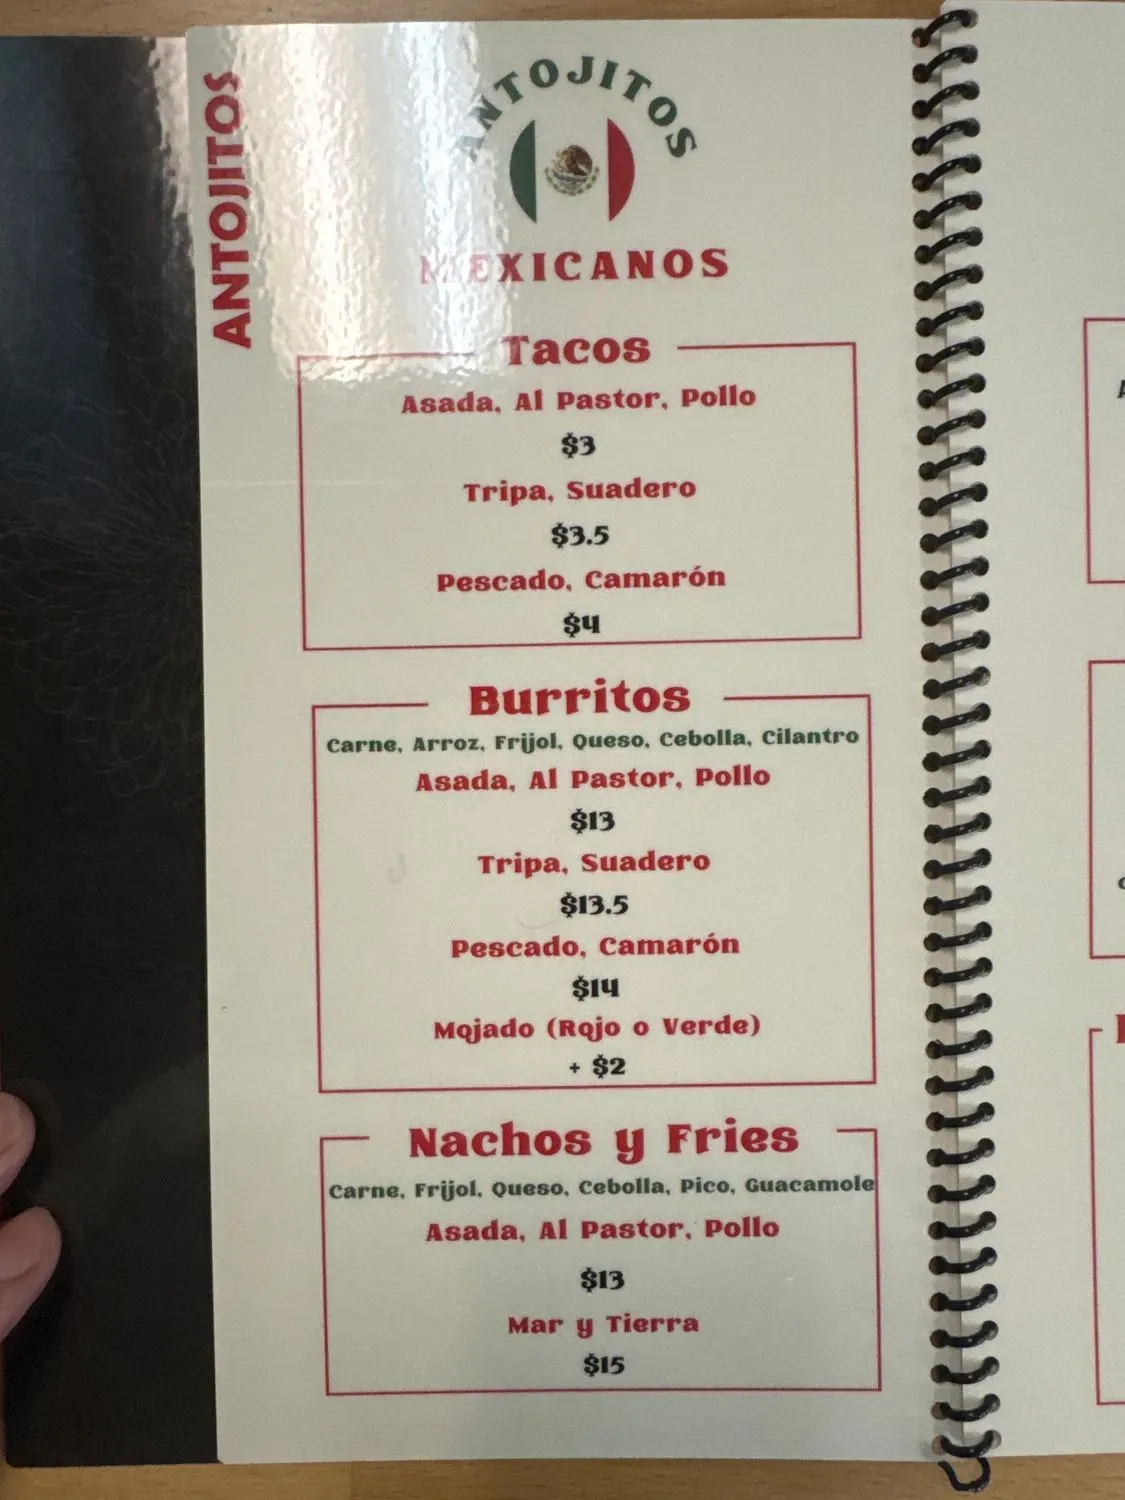 ANTOJITOS
ANTOJITOS
MEXICANOS
Tacos
Asada, Al Pastor, Pollo
$3
Tripa, Suadero
$3.5
Pescado, Camarón
$4
Burritos
Carne, Arroz, Frijol, Queso, Cebolla, Cilantro
Asada, Al Pastor, Pollo
$13
Tripa, Suadero
$13.5
Pescado, Camarón
$14
Mojado (Rojo o Verde)
+ $2
Nachos y Fries
Carne, Frijol, Queso, Cebolla, Pico, Guacamole
Asada, Al Pastor, Pollo
$13
Mar y Tierra
$15